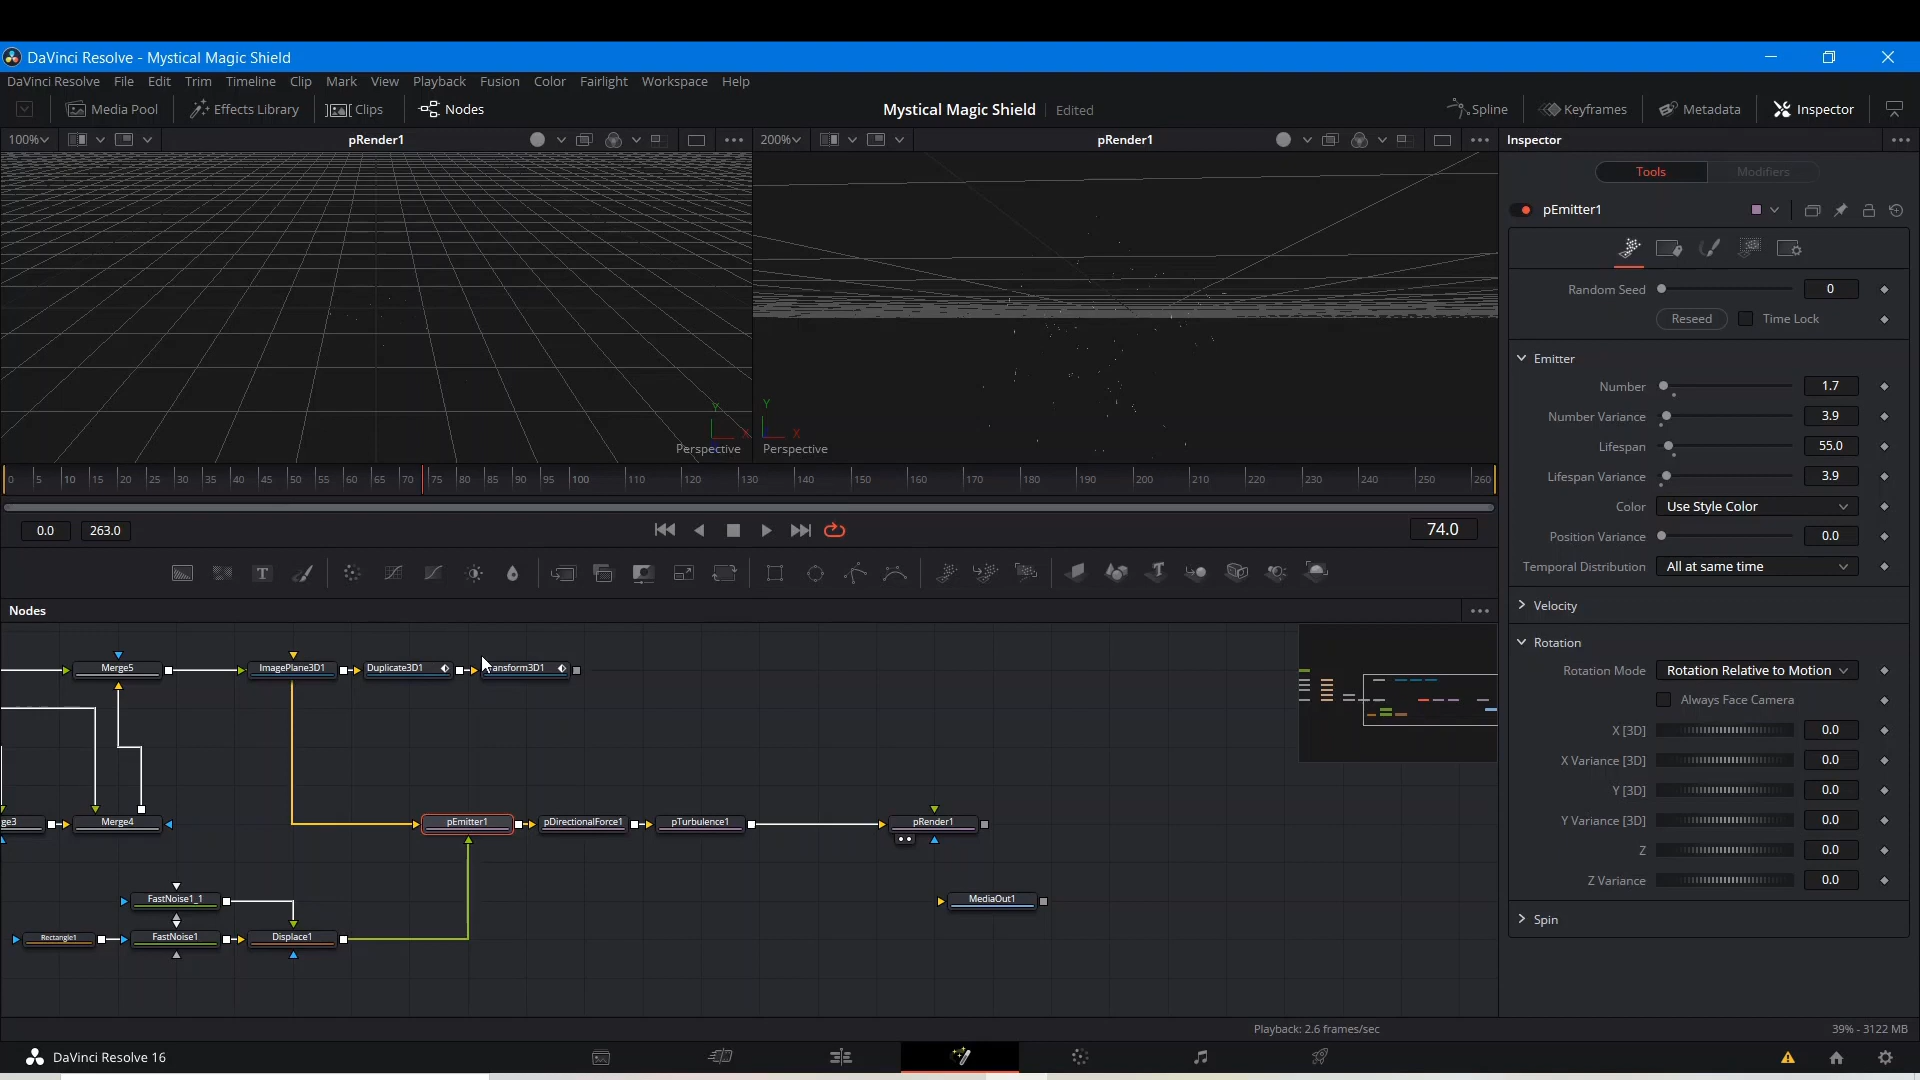 DaVinci Resolve - Mystical Magic Shield
DaVinci Resolve File Edit Trim Timeline Clip Mark View Playback Fusion Color Fairlight Workspace Help
Media Pool Effects Library Clips Nodes Mystical Magic Shield Edited Spline Keyframes Metadata Inspector
100% pRender1 200% pRender1 Inspector
Tools Modifiers
pEmitter1
Random Seed 0
Reseed Time Lock
Emitter
Number 1.7
Number Variance 3.9
Lifespan 55.0
Lifespan Variance 3.9
Color Use Style Color
Position Variance 0.0
Temporal Distribution All at same time
Velocity
Rotation
Rotation Mode Rotation Relative to Motion
Always Face Camera
X [3D] 0.0
X Variance [3D] 0.0
Y [3D] 0.0
Y Variance [3D] 0.0
Z 0.0
Z Variance 0.0
Spin
Y X Perspective
Y X Perspective
0 5 10 15 20 25 30 35 40 45 50 55 60 65 70 75 80 85 90 95 100 110 120 130 140 150 160 170 180 190 200 210 220 230 240 250 260
0.0 263.0 74.0
T
Nodes
Merge5 ImagePlane3D1 Duplicate3D1 ransform3D1
ge3 Merge4 pEmitter1 pDirectionalForce1 pTurbulence1 pRender1
FastNoise1_1 MediaOut1
Rectangle1 FastNoise1 Displace1
Playback: 2.6 frames/sec 39% - 3122 MB
DaVinci Resolve 16